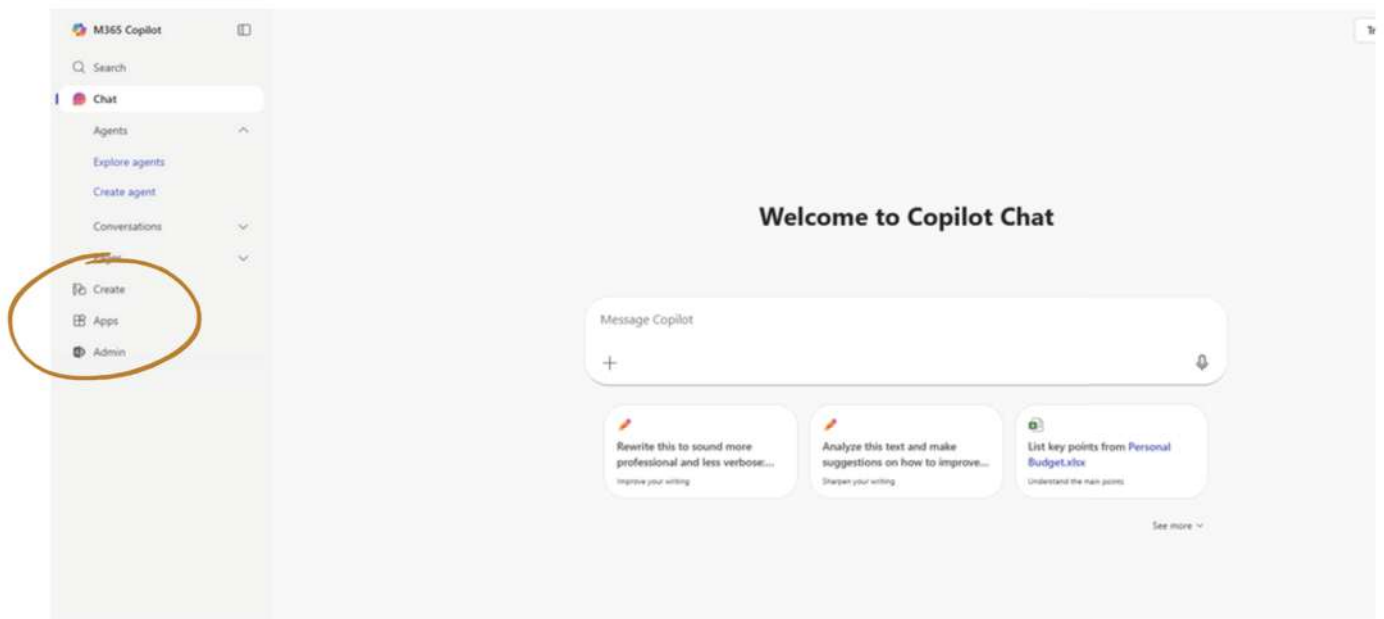 M365 Copilot
Search
Chat
Agents
Explore agents
Create agent
Conversations
Pages
Create
Apps
Admin
Welcome to Copilot Chat
Message Copilot
Rewrite this to sound more
professional and less verbose:...
Improve your writing
Analyze this text and make
suggestions on how to improve...
Sharpen your writing
List key points from Personal
Budget.xlsx
Understand the main points
See more